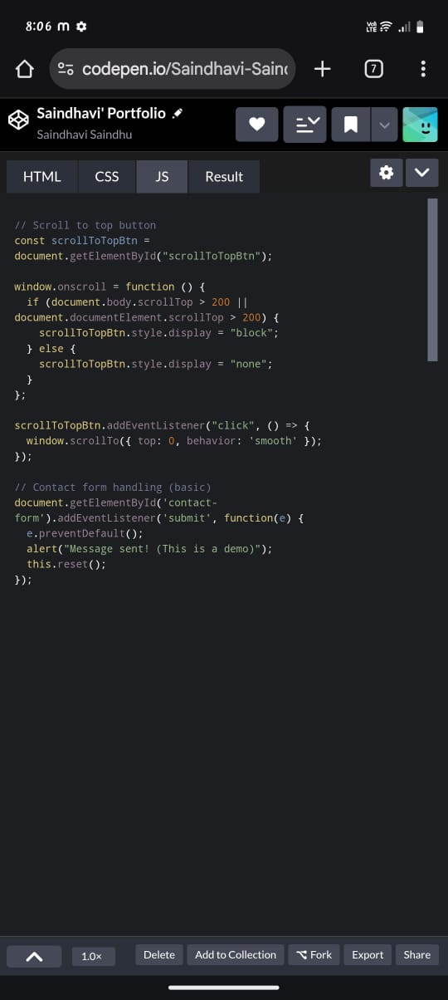 8:06 m
Vo) LTE
codepen.io/Saindhavi-Saind
7
Saindhavi' Portfolio
Saindhavi Saindhu
HTML CSS JS Result
// Scroll to top button
const scrollToTopBtn =
document.getElementById("scrollToTopBtn");
window.onscroll = function () {
if (document.body.scrollTop > 200 ||
document.documentElement.scrollTop > 200) {
scrollToTopBtn.style.display = "block";
} else {
scrollToTopBtn.style.display = "none";
}
};
scrollToTopBtn.addEventListener("click", () => {
window.scrollTo({ top: 0, behavior: 'smooth' });
});
// Contact form handling (basic)
document.getElementById('contact-
form').addEventListener('submit', function(e) {
e.preventDefault();
alert("Message sent! (This is a demo)");
this.reset();
});
1.0× Delete Add to Collection Fork Export Share